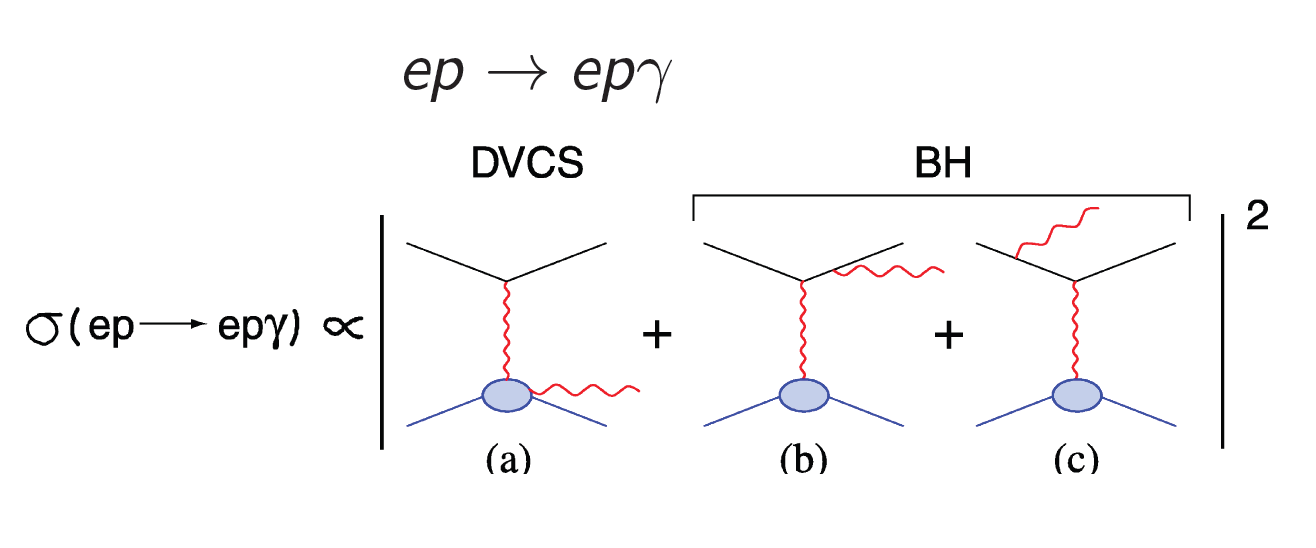 ep → epγ
DVCS BH
2
σ(ep → epγ) ∝ | + + |
(a) (b) (c)